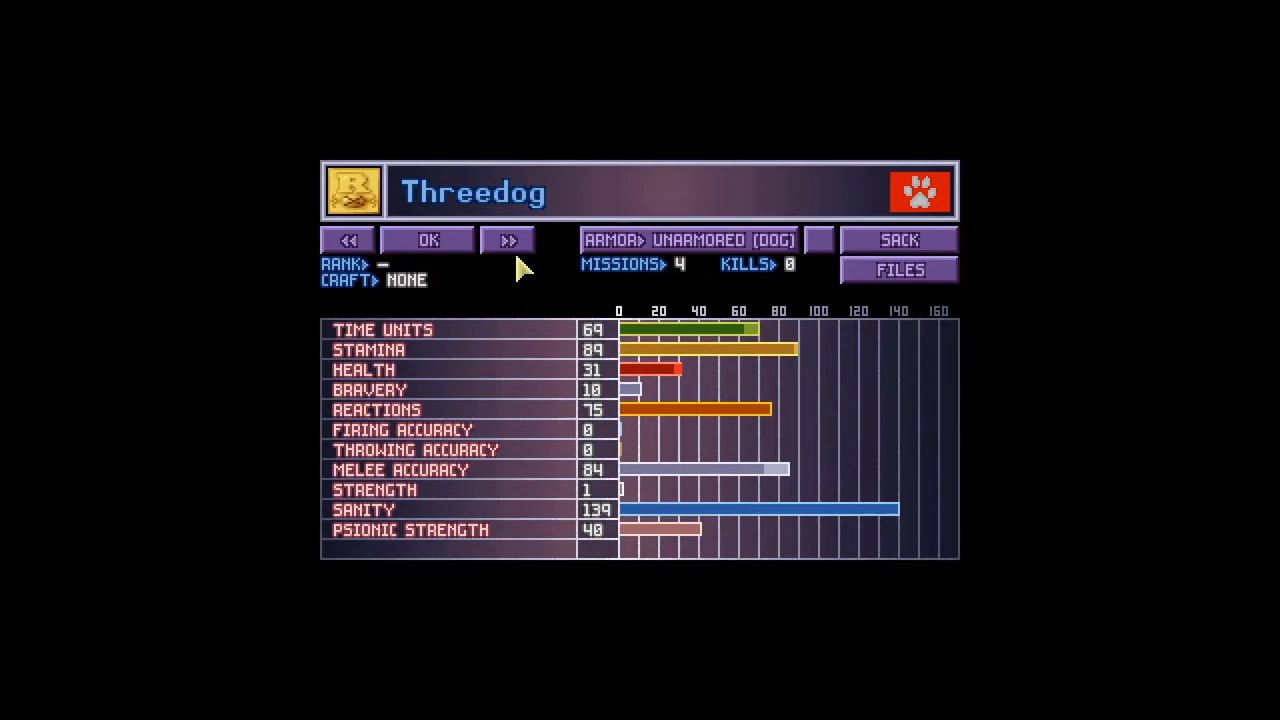 R
Threedog
OK
ARMOR> UNARMORED (DOG)
SACK
RANK> -
MISSIONS> 4
KILLS> 0
FILES
CRAFT> NONE
0 20 40 60 80 100 120 140 160
TIME UNITS 69
STAMINA 89
HEALTH 31
BRAVERY 10
REACTIONS 75
FIRING ACCURACY 0
THROWING ACCURACY 0
MELEE ACCURACY 84
STRENGTH 1
SANITY 139
PSIONIC STRENGTH 40